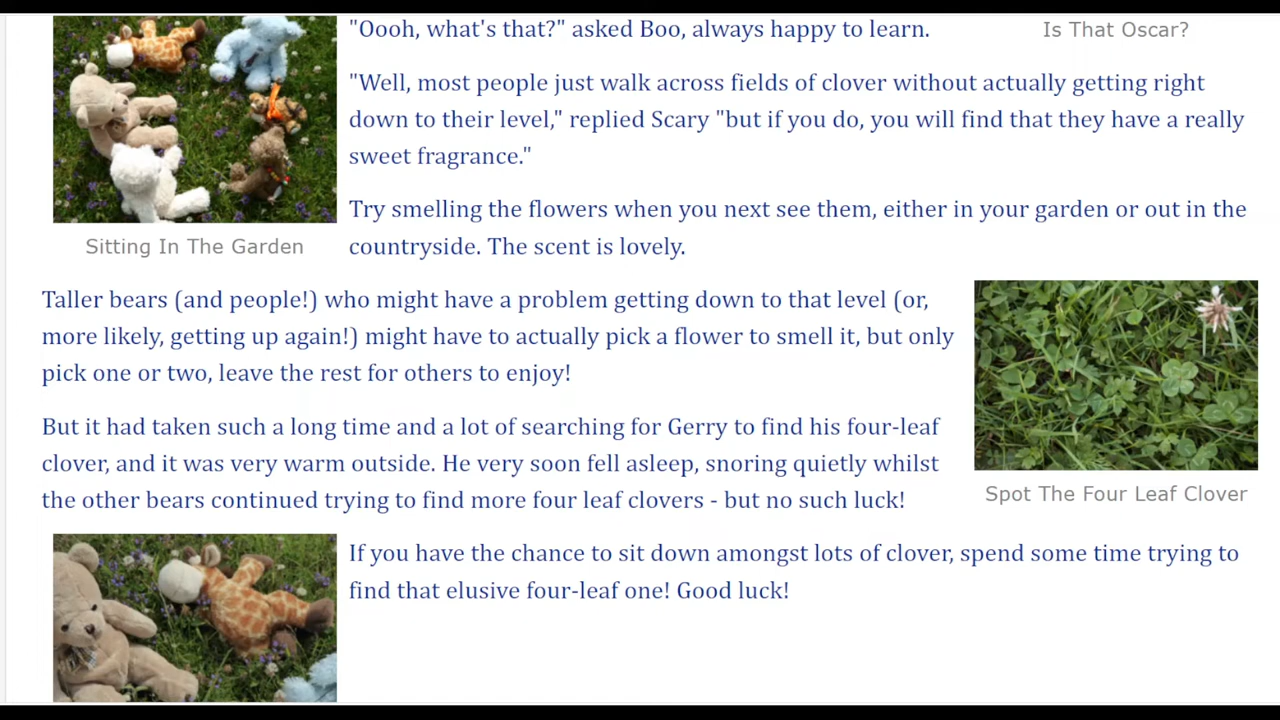 "Oooh, what's that?" asked Boo, always happy to learn.
Is That Oscar?
"Well, most people just walk across fields of clover without actually getting right
down to their level," replied Scary "but if you do, you will find that they have a really
sweet fragrance."
Try smelling the flowers when you next see them, either in your garden or out in the
countryside. The scent is lovely.
Sitting In The Garden
Taller bears (and people!) who might have a problem getting down to that level (or,
more likely, getting up again!) might have to actually pick a flower to smell it, but only
pick one or two, leave the rest for others to enjoy!
But it had taken such a long time and a lot of searching for Gerry to find his four-leaf
clover, and it was very warm outside. He very soon fell asleep, snoring quietly whilst
the other bears continued trying to find more four leaf clovers - but no such luck!
Spot The Four Leaf Clover
If you have the chance to sit down amongst lots of clover, spend some time trying to
find that elusive four-leaf one! Good luck!